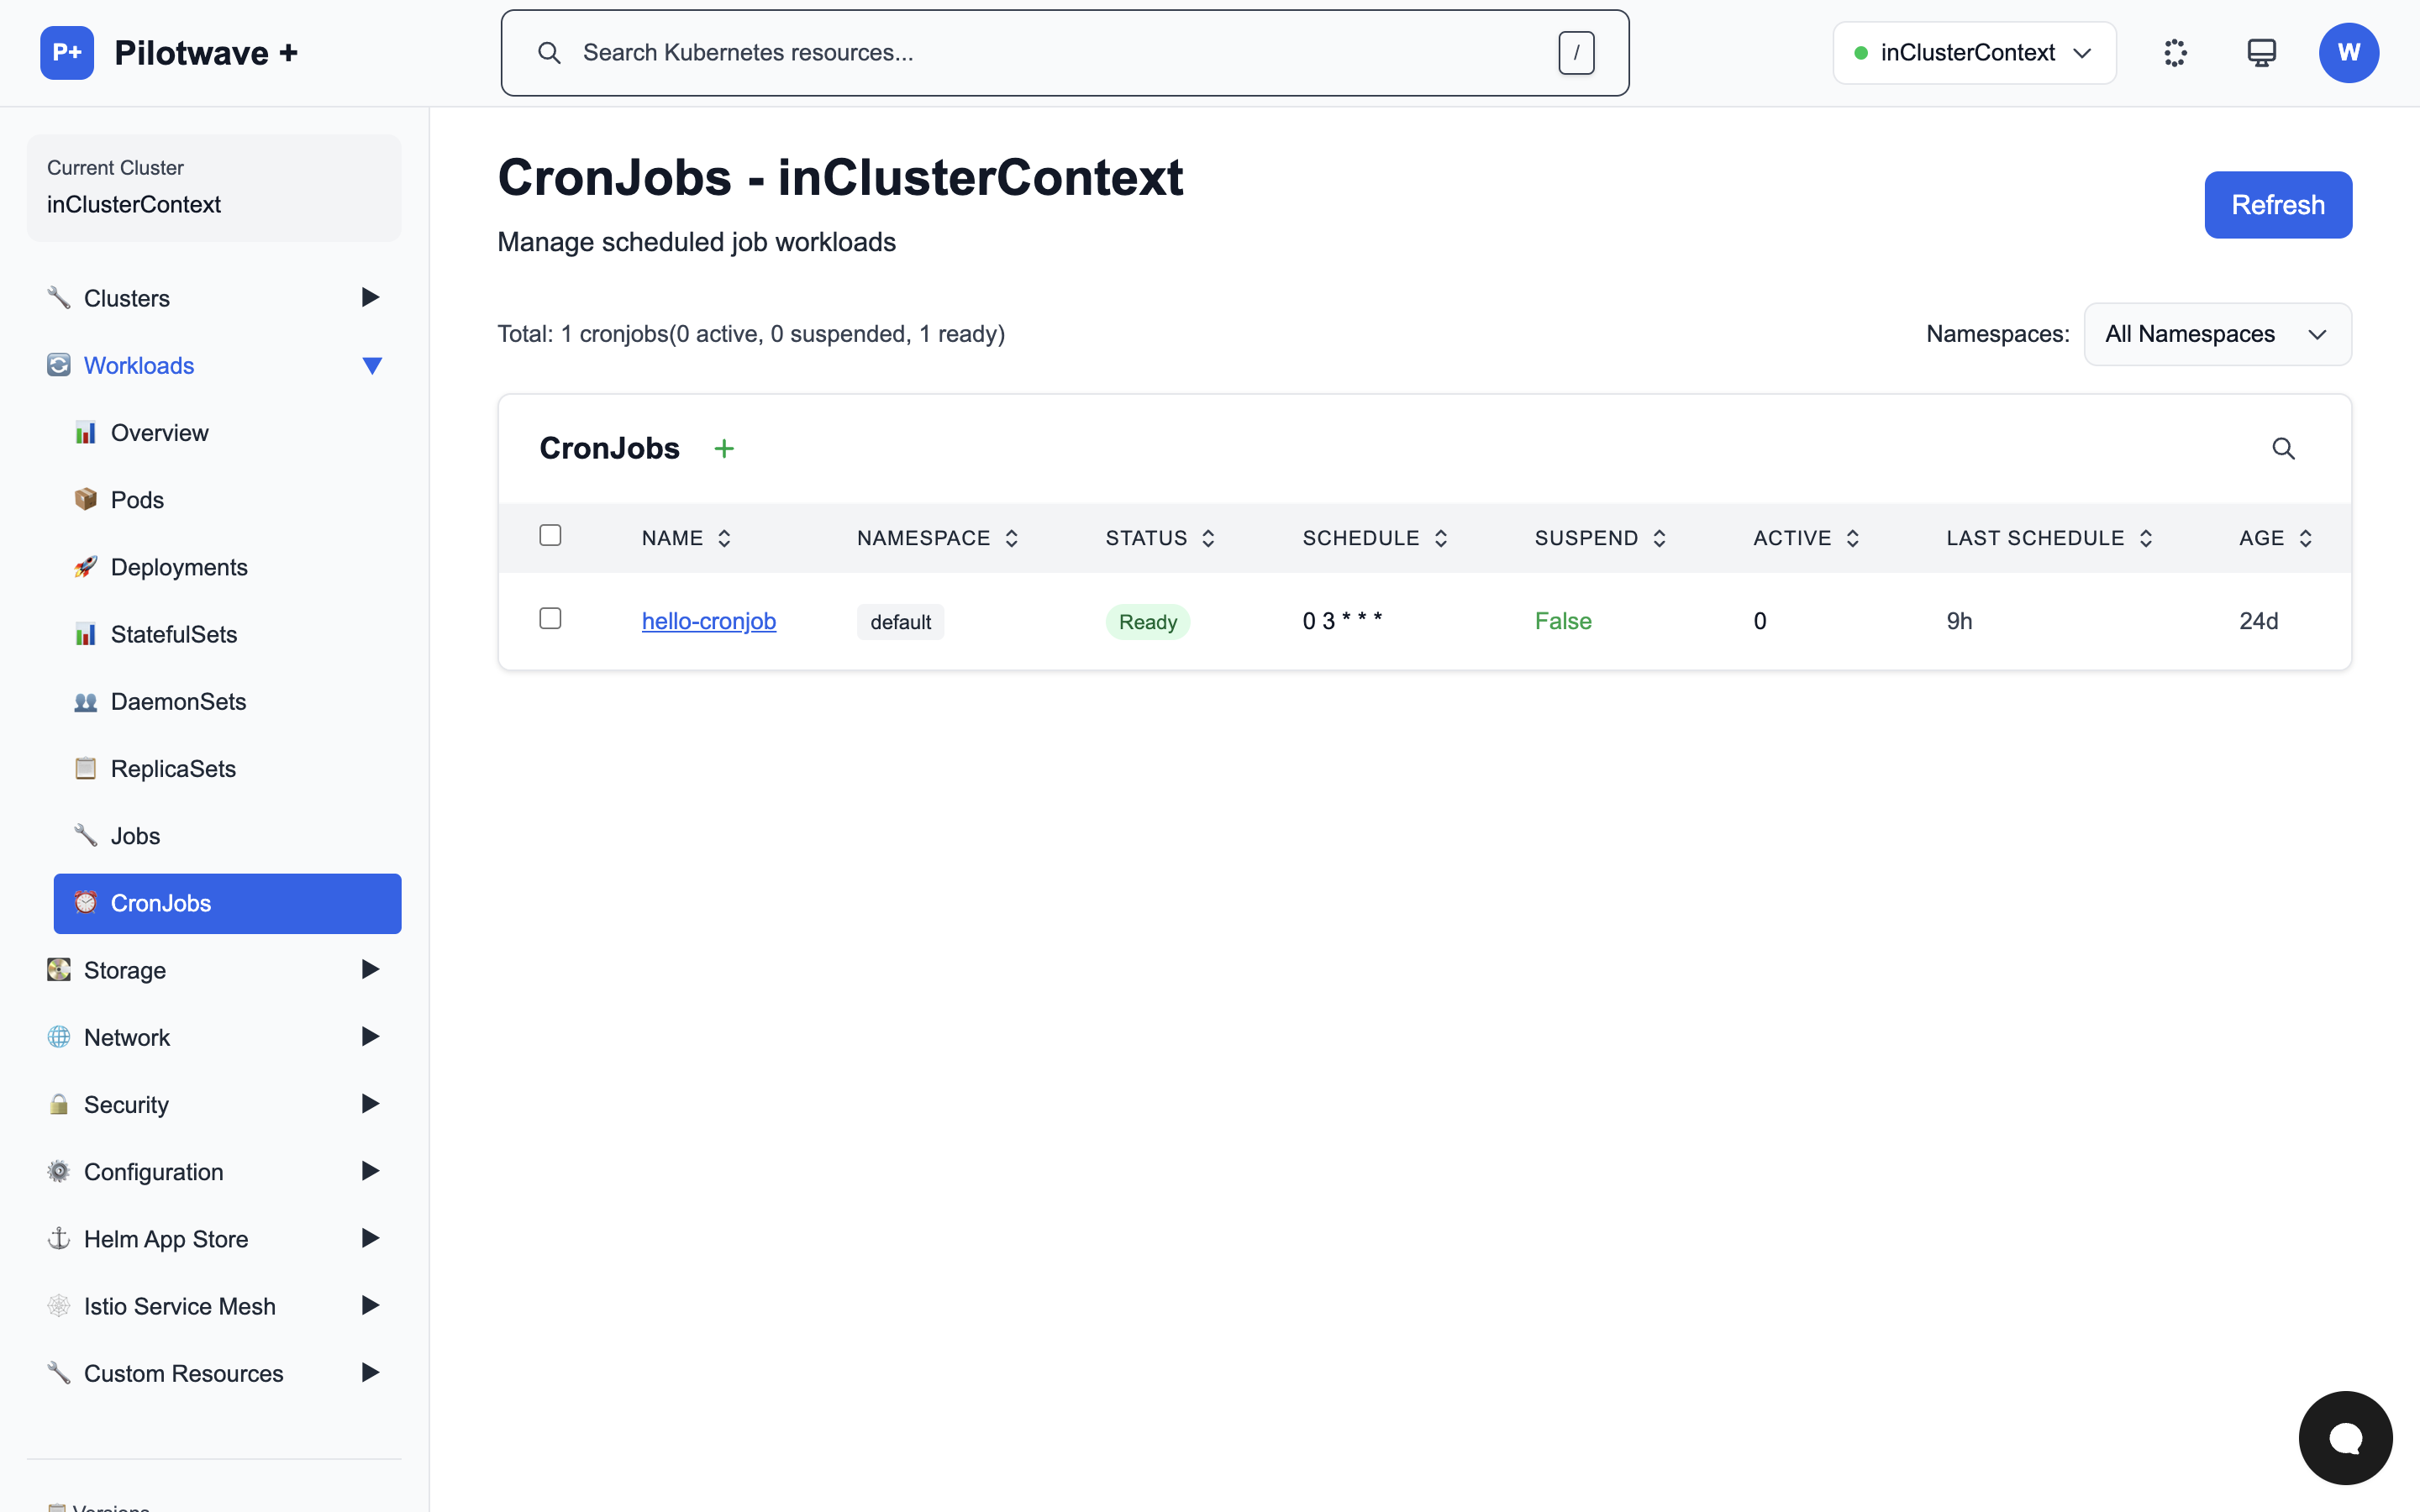 P+ Pilotwave +
Search Kubernetes resources... /
inClusterContext
W
Current Cluster
inClusterContext
Clusters
Workloads
Overview
Pods
Deployments
StatefulSets
DaemonSets
ReplicaSets
Jobs
CronJobs
Storage
Network
Security
Configuration
Helm App Store
Istio Service Mesh
Custom Resources
Versions
CronJobs - inClusterContext
Manage scheduled job workloads
Refresh
Total: 1 cronjobs(0 active, 0 suspended, 1 ready)
Namespaces: All Namespaces
CronJobs +
NAME NAMESPACE STATUS SCHEDULE SUSPEND ACTIVE LAST SCHEDULE AGE
hello-cronjob default Ready 0 3 * * * False 0 9h 24d